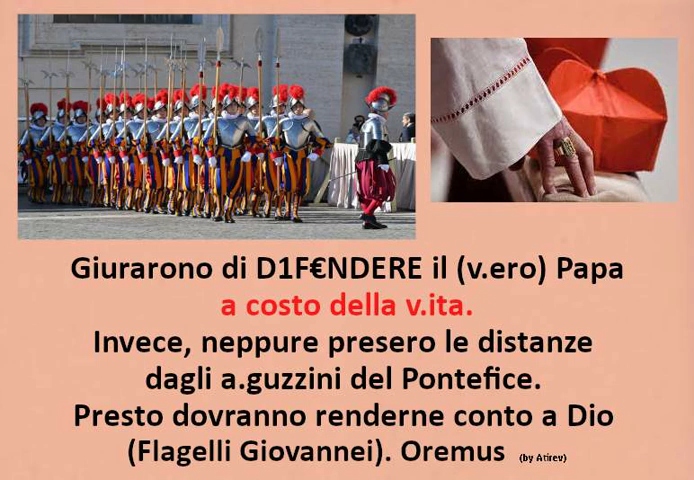 Giurarono di D1F€NDERE il (v.ero) Papa
a costo della v.ita.
Invece, neppure presero le distanze
dagli a.guzzini del Pontefice.
Presto dovranno renderne conto a Dio
(Flagelli Giovannei). Oremus (by Atirev)